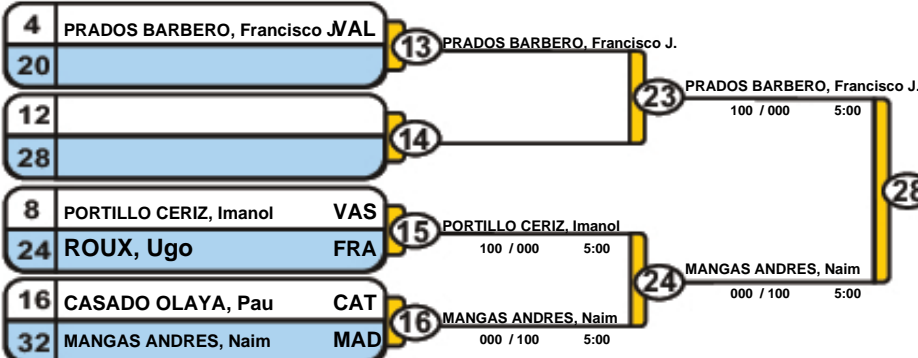 4 PRADOS BARBERO, Francisco J. VAL
20
13 PRADOS BARBERO, Francisco J.
12
28
14
23 PRADOS BARBERO, Francisco J.
100 / 000 5:00
8 PORTILLO CERIZ, Imanol VAS
24 ROUX, Ugo FRA
15 PORTILLO CERIZ, Imanol
100 / 000 5:00
16 CASADO OLAYA, Pau CAT
32 MANGAS ANDRES, Naim MAD
16 MANGAS ANDRES, Naim
000 / 100 5:00
24 MANGAS ANDRES, Naim
000 / 100 5:00
28